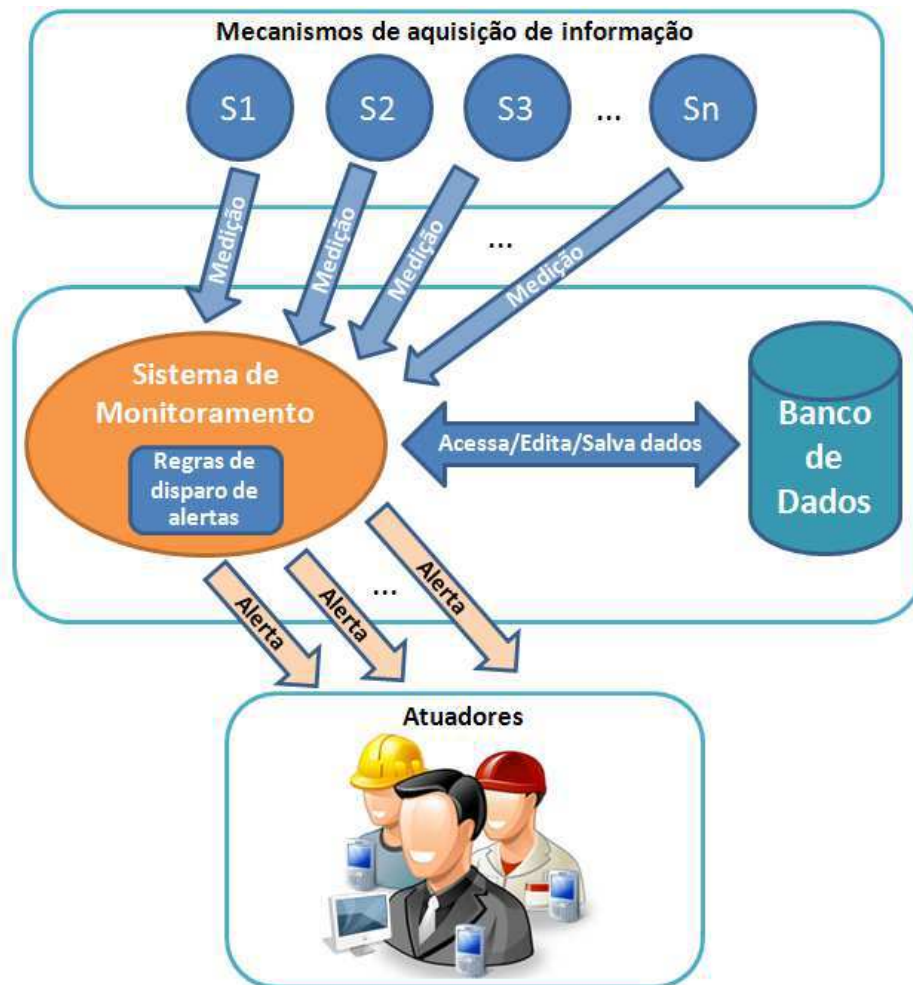 Mecanismos de aquisição de informação
S1
S2
S3
...
Sn
Medição
Medição
Medição
...
Medição
Sistema de
Monitoramento
Regras de
disparo de
alertas
Acessa/Edita/Salva dados
Banco
de
Dados
Alerta
Alerta
...
Alerta
Atuadores